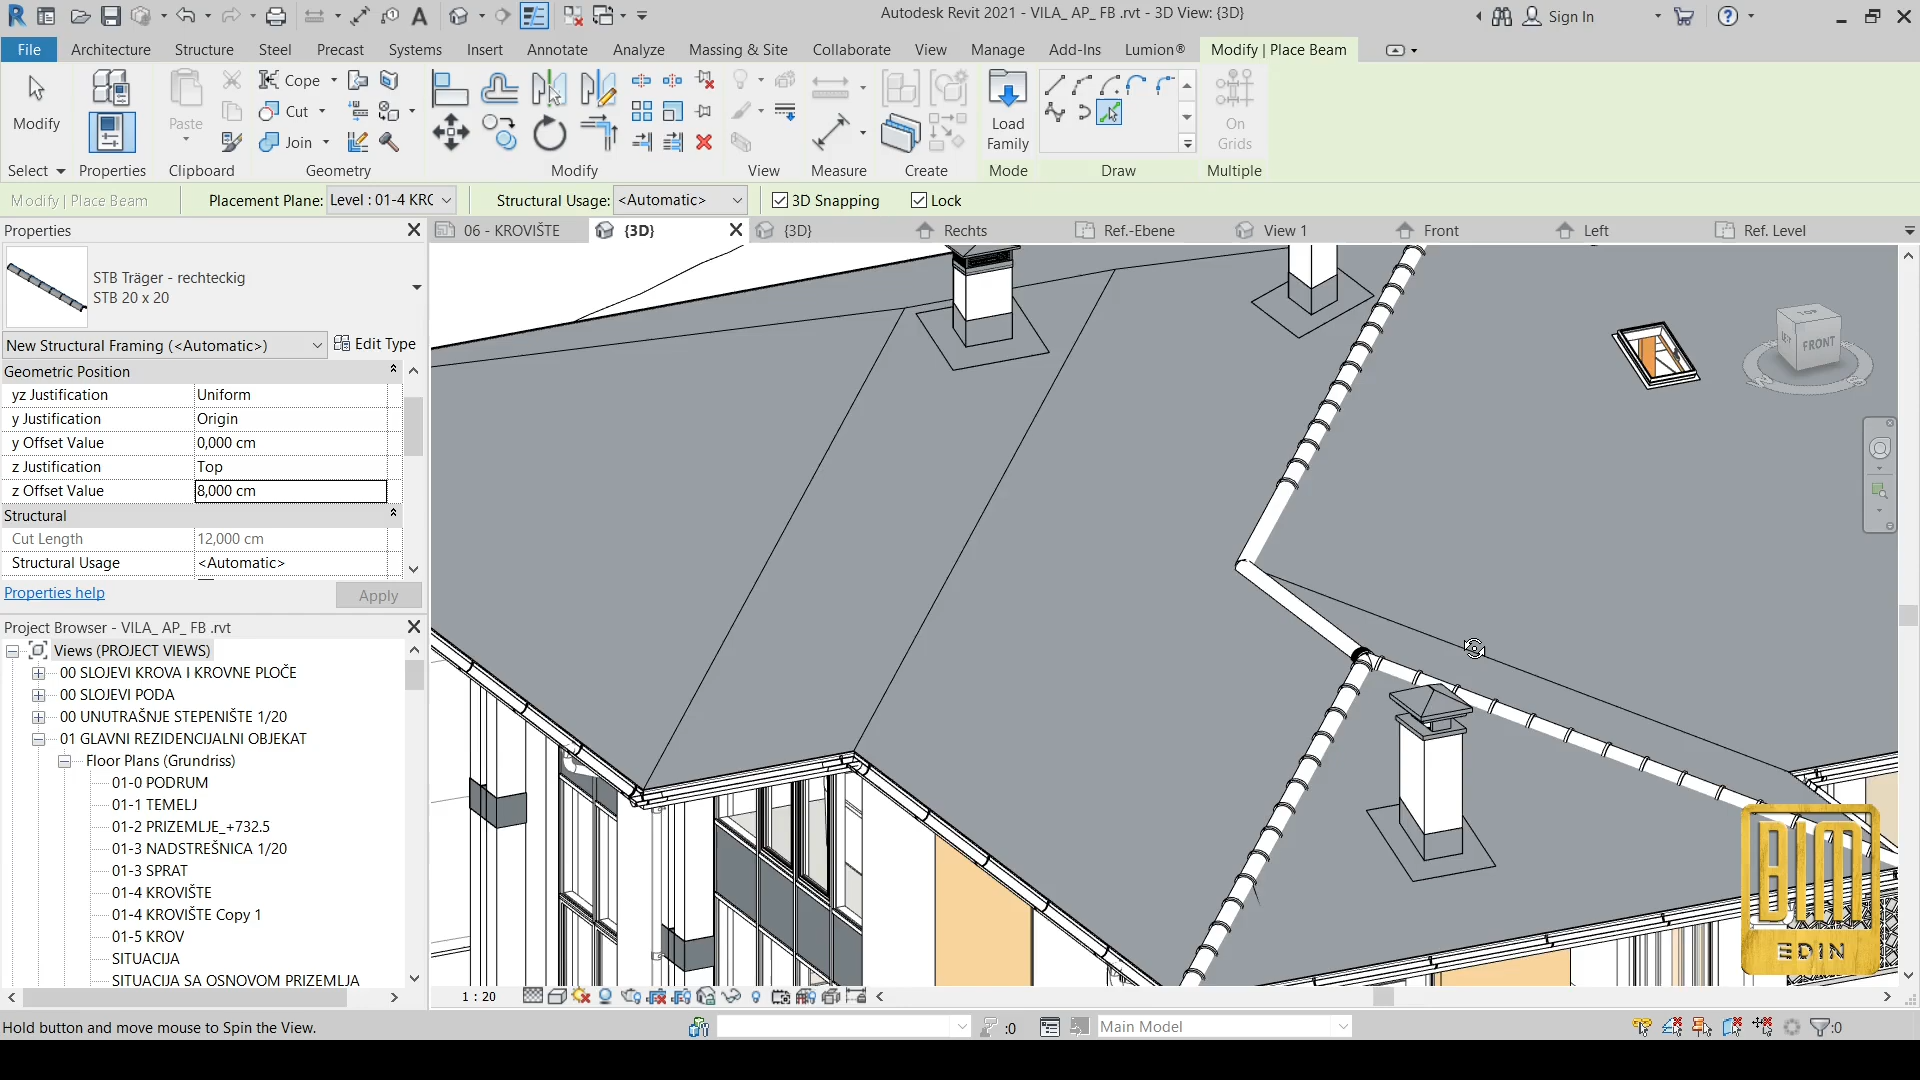 Autodesk Revit 2021 - VILA_ AP_ FB .rvt - 3D View: {3D}
Sign In
File Architecture Structure Steel Precast Systems Insert Annotate Analyze Massing & Site Collaborate View Manage Add-Ins Lumion® Modify | Place Beam
Modify
Paste
Cope
Cut
Join
Load
Family
On
Grids
Select Properties Clipboard Geometry Modify View Measure Create Mode Draw Multiple
Modify | Place Beam
Placement Plane: Level : 01-4 KRC
Structural Usage: <Automatic>
3D Snapping
Lock
Properties
06 - KROVIŠTE
{3D}
{3D}
Rechts
Ref.-Ebene
View 1
Front
Left
Ref. Level
STB Träger - rechteckig
STB 20 x 20
New Structural Framing (<Automatic>)
Edit Type
Geometric Position
yz Justification Uniform
y Justification Origin
y Offset Value 0,000 cm
z Justification Top
z Offset Value 8,000 cm
Structural
Cut Length 12,000 cm
Structural Usage <Automatic>
Properties help
Apply
TOP
FRONT
Project Browser - VILA_ AP_ FB .rvt
Views (PROJECT VIEWS)
00 SLOJEVI KROVA I KROVNE PLOČE
00 SLOJEVI PODA
00 UNUTRAŠNJE STEPENIŠTE 1/20
01 GLAVNI REZIDENCIJALNI OBJEKAT
Floor Plans (Grundriss)
01-0 PODRUM
01-1 TEMELJ
01-2 PRIZEMLJE_+732.5
01-3 NADSTREŠNICA 1/20
01-3 SPRAT
01-4 KROVIŠTE
01-4 KROVIŠTE Copy 1
01-5 KROV
SITUACIJA
SITUACIJA SA OSNOVOM PRIZEMLJA
BIM
EDIN
1 : 20
Hold button and move mouse to Spin the View.
:0
Main Model
:0